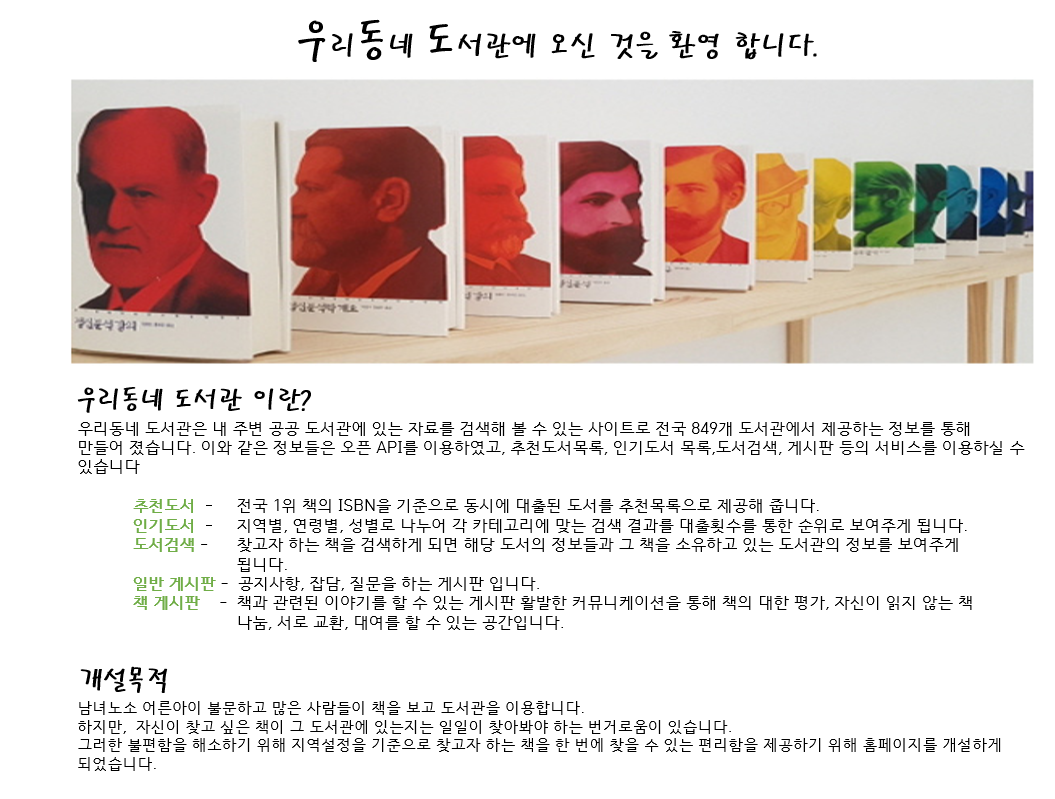 우리동네 도서관에 오신 것을 환영 합니다.
정신분석 강의
정신분석학 개요
우리동네 도서관 이란?
우리동네 도서관은 내 주변 공공 도서관에 있는 자료를 검색해 볼 수 있는 사이트로 전국 849개 도서관에서 제공하는 정보를 통해
만들어 졌습니다. 이와 같은 정보들은 오픈 API를 이용하였고, 추천도서목록, 인기도서 목록,도서검색, 게시판 등의 서비스를 이용하실 수
있습니다
추천도서 - 전국 1위 책의 ISBN을 기준으로 동시에 대출된 도서를 추천목록으로 제공해 줍니다.
인기도서 - 지역별, 연령별, 성별로 나누어 각 카테고리에 맞는 검색 결과를 대출횟수를 통한 순위로 보여주게 됩니다.
도서검색 - 찾고자 하는 책을 검색하게 되면 해당 도서의 정보들과 그 책을 소유하고 있는 도서관의 정보를 보여주게
됩니다.
일반 게시판 - 공지사항, 잡담, 질문을 하는 게시판 입니다.
책 게시판 - 책과 관련된 이야기를 할 수 있는 게시판 활발한 커뮤니케이션을 통해 책의 대한 평가, 자신이 읽지 않는 책
나눔, 서로 교환, 대여를 할 수 있는 공간입니다.
개설목적
남녀노소 어른아이 불문하고 많은 사람들이 책을 보고 도서관을 이용합니다.
하지만, 자신이 찾고 싶은 책이 그 도서관에 있는지는 일일이 찾아봐야 하는 번거로움이 있습니다.
그러한 불편함을 해소하기 위해 지역설정을 기준으로 찾고자 하는 책을 한 번에 찾을 수 있는 편리함을 제공하기 위해 홈페이지를 개설하게
되었습니다.